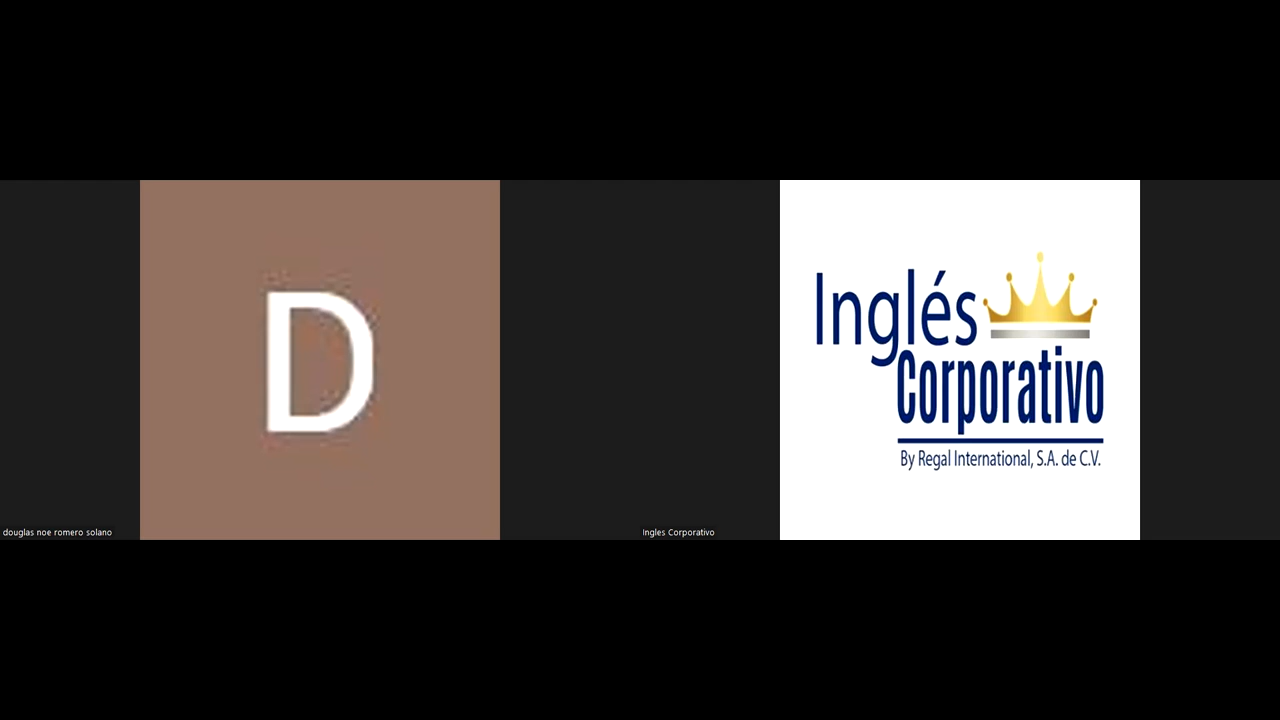 D
Inglés
Corporativo
By Regal International, S.A. de C.V.
douglas noe romero solano
Ingles Corporativo